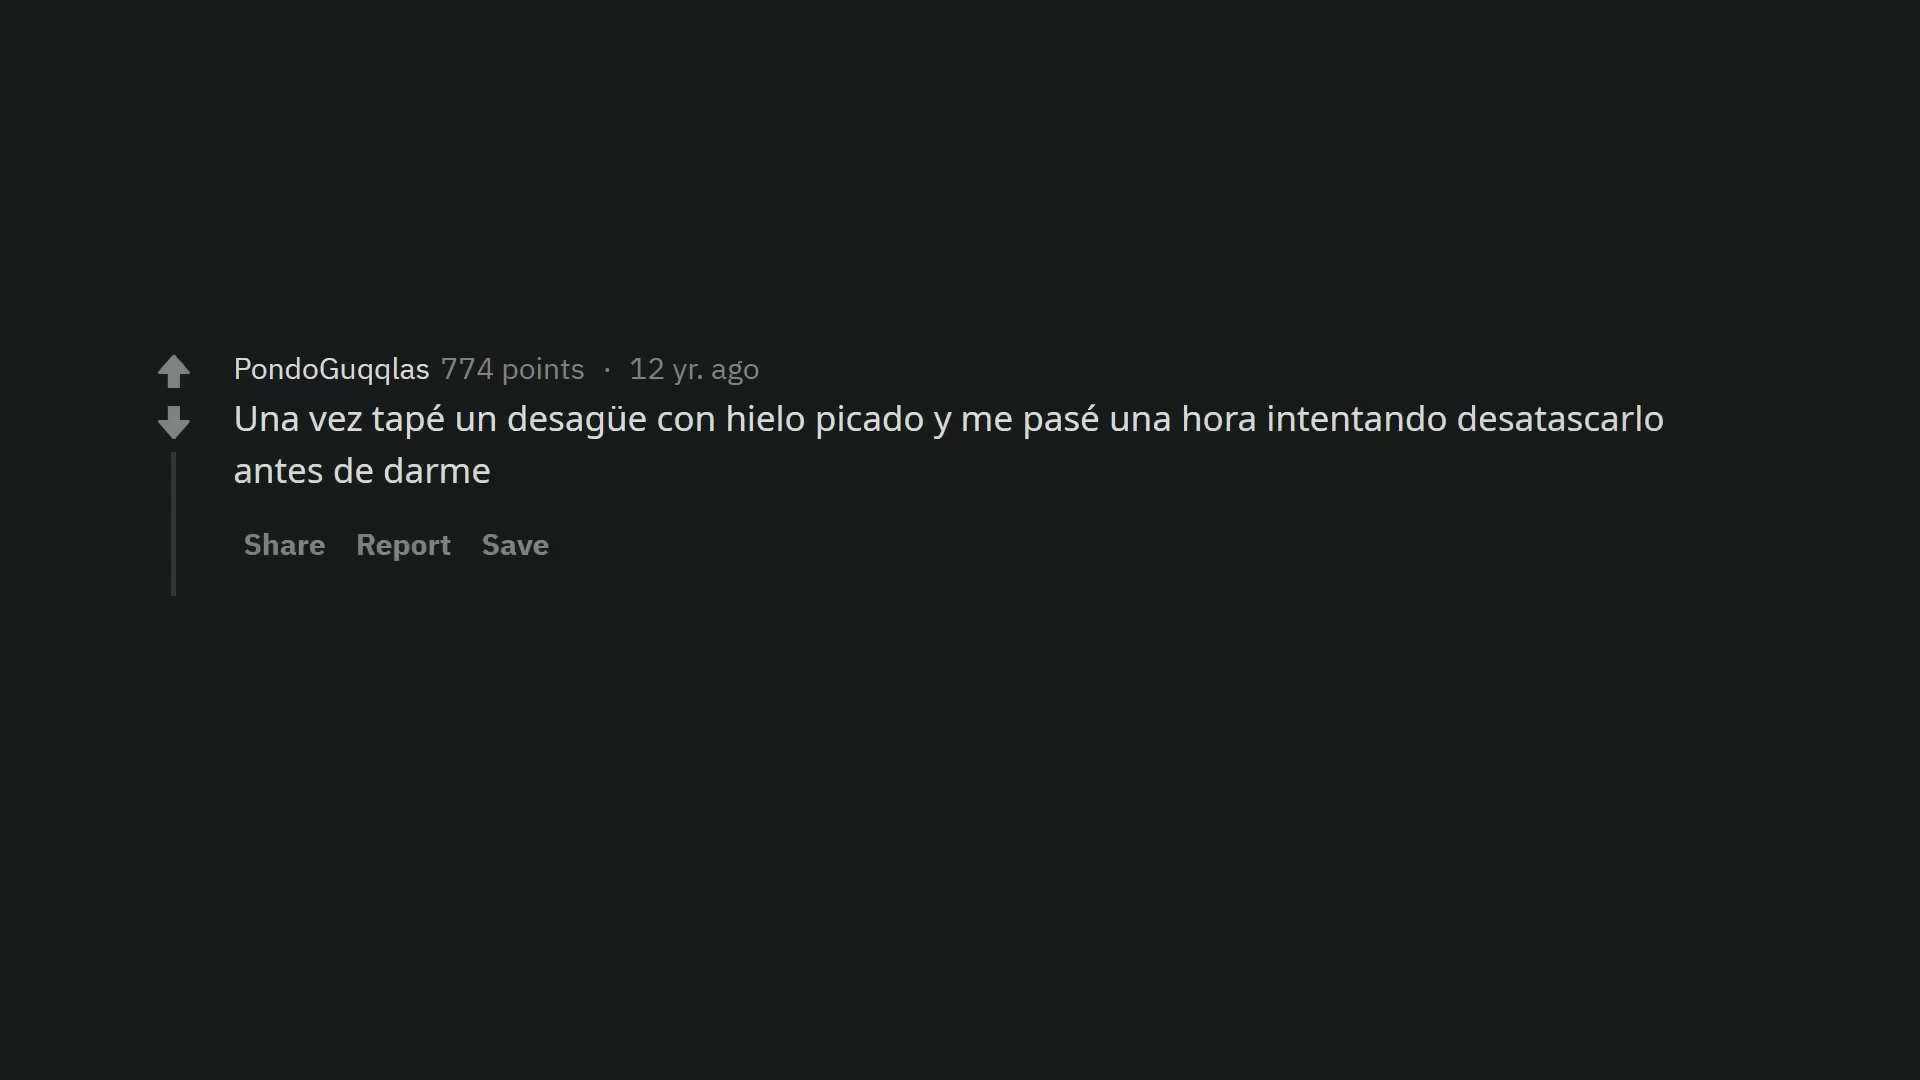 PondoGuqqlas 774 points · 12 yr. ago
Una vez tapé un desagüe con hielo picado y me pasé una hora intentando desatascarlo
antes de darme
Share Report Save